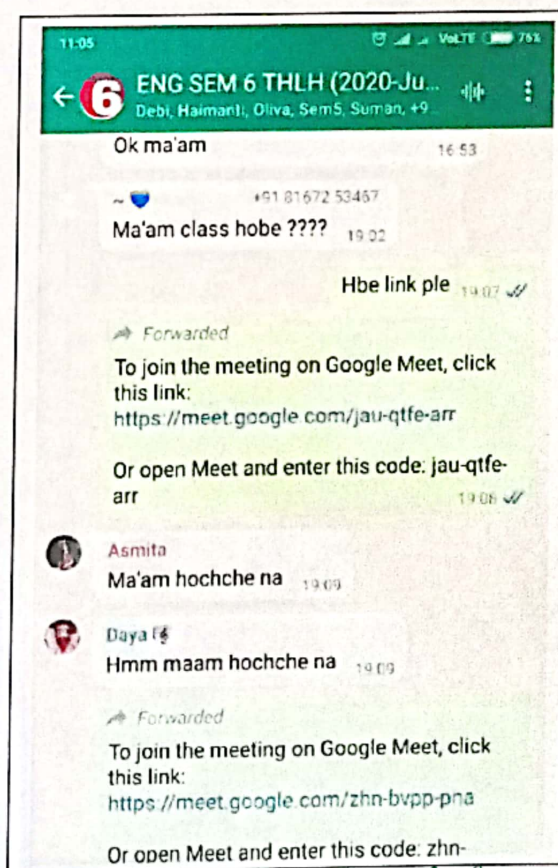 11:05 VoLTE 76%
6 ENG SEM 6 THLH (2020-Ju...
Debi, Haimanti, Oliva, Sem5, Suman, +9...
Ok ma'am 16:53
~ 💙 +91 81672 53467
Ma'am class hobe ???? 19:02
Hbe link ple 19:07
Forwarded
To join the meeting on Google Meet, click
this link:
https://meet.google.com/jau-qtfe-arr
Or open Meet and enter this code: jau-qtfe-
arr 19:08
Asmita
Ma'am hochche na 19:09
Daya
Hmm maam hochche na 19:09
Forwarded
To join the meeting on Google Meet, click
this link:
https://meet.google.com/zhn-bvpp-pna
Or open Meet and enter this code: zhn-